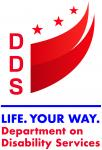 DDS
LIFE. YOUR WAY.
Department on
Disability Services